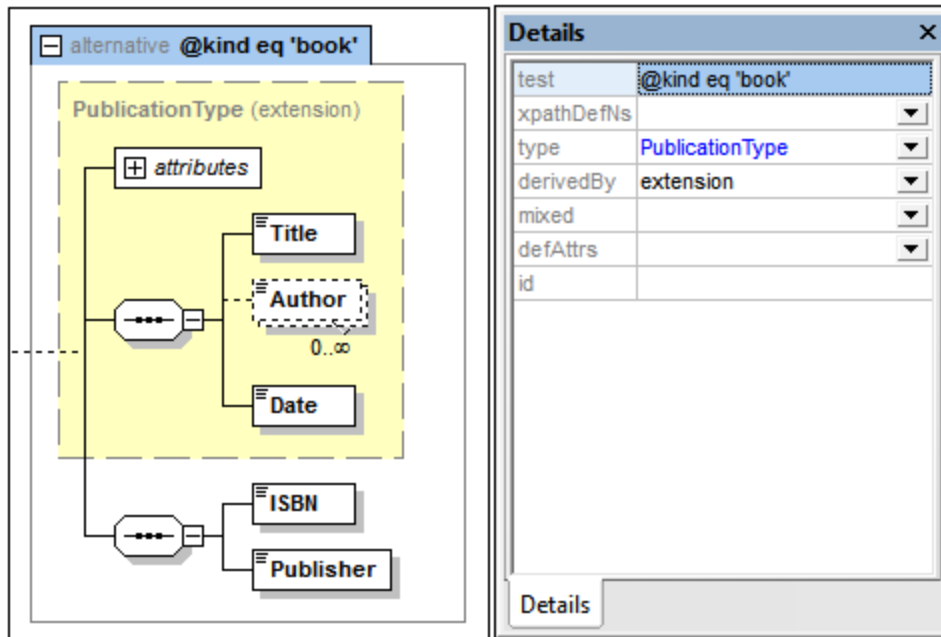 alternative @kind eq 'book'
PublicationType (extension)
attributes
Title
Author
0..∞
Date
ISBN
Publisher
Details
test @kind eq 'book'
xpathDefNs
type PublicationType
derivedBy extension
mixed
defAttrs
id
Details